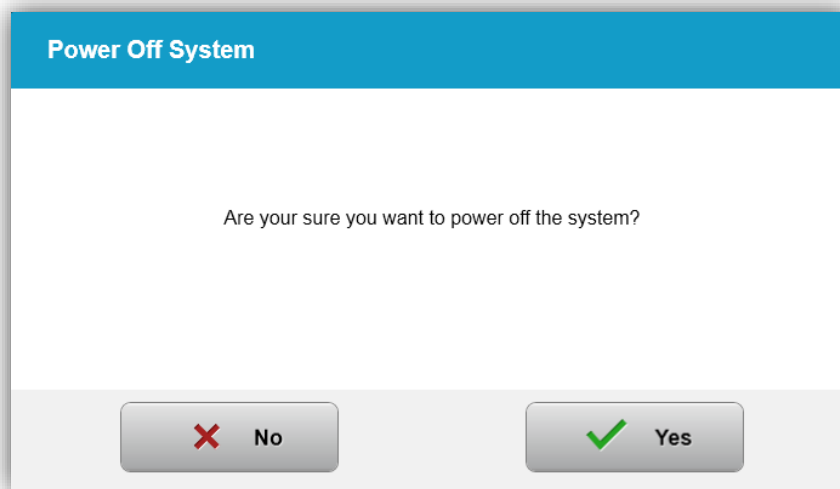 Power Off System
Are your sure you want to power off the system?
No
Yes